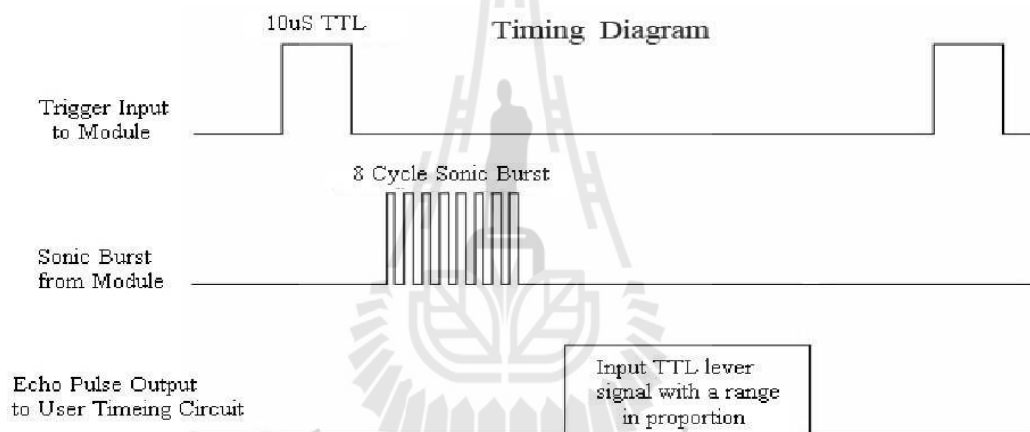 10uS TTL
Timing Diagram
Trigger Input
to Module
8 Cycle Sonic Burst
Sonic Burst
from Module
Echo Pulse Output
to User Timeing Circuit
Input TTL lever
signal with a range
in proportion